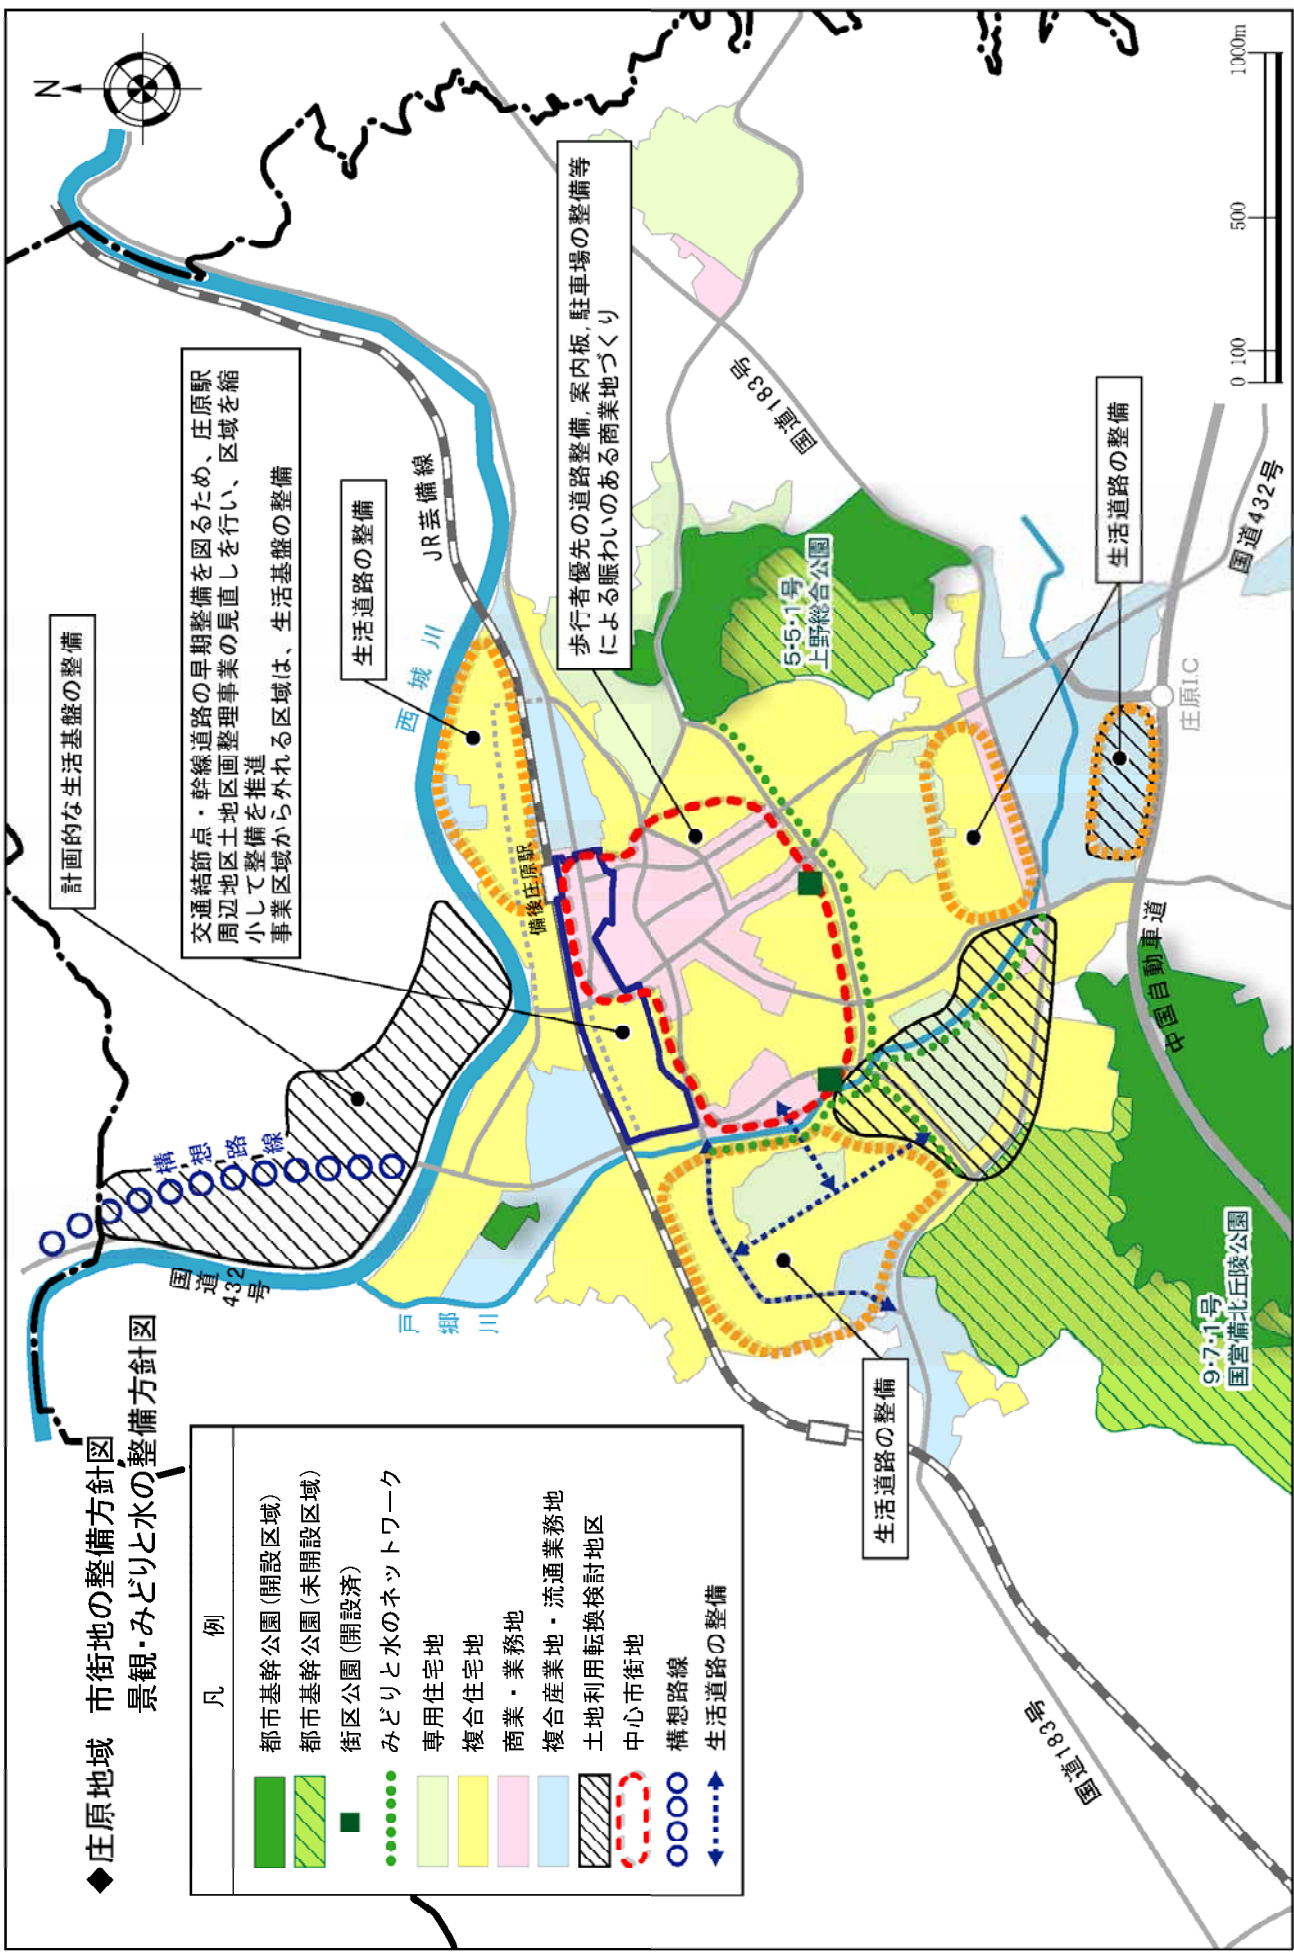 ◆庄原地域　市街地の整備方針図
景観・みどりと水の整備方針図
凡　例
都市基幹公園(開設区域)
都市基幹公園(未開設区域)
街区公園(開設済)
みどりと水のネットワーク
専用住宅地
複合住宅地
商業・業務地
複合産業地・流通業務地
土地利用転換検討地区
中心市街地
構想路線
生活道路の整備
N
計画的な生活基盤の整備
交通結節点・幹線道路の早期整備を図るため、庄原駅
周辺地区土地区画整理事業の見直しを行い、区域を縮
小して整備を推進
事業区域から外れる区域は、生活基盤の整備
生活道路の整備
歩行者優先の道路整備,案内板,駐車場の整備等
による賑わいのある商業地づくり
構想路線
国道432号
戸郷川
西城川
JR芸備線
備後庄原駅
国道183号
5・5・1号
上野総合公園
生活道路の整備
国道432号
庄原I.C
中国自動車道
9・7・1号
国営備北丘陵公園
生活道路の整備
国道183号
0 100 500 1000m